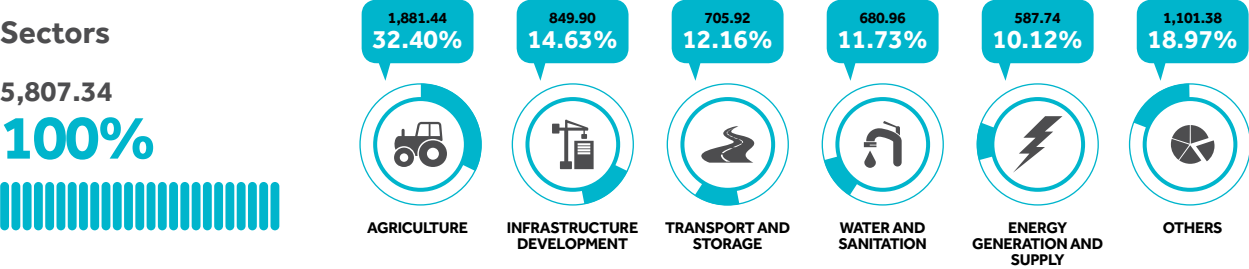 Sectors
5,807.34
100%
1,881.44
32.40%
AGRICULTURE
849.90
14.63%
INFRASTRUCTURE
DEVELOPMENT
705.92
12.16%
TRANSPORT AND
STORAGE
680.96
11.73%
WATER AND
SANITATION
587.74
10.12%
ENERGY
GENERATION AND
SUPPLY
1,101.38
18.97%
OTHERS